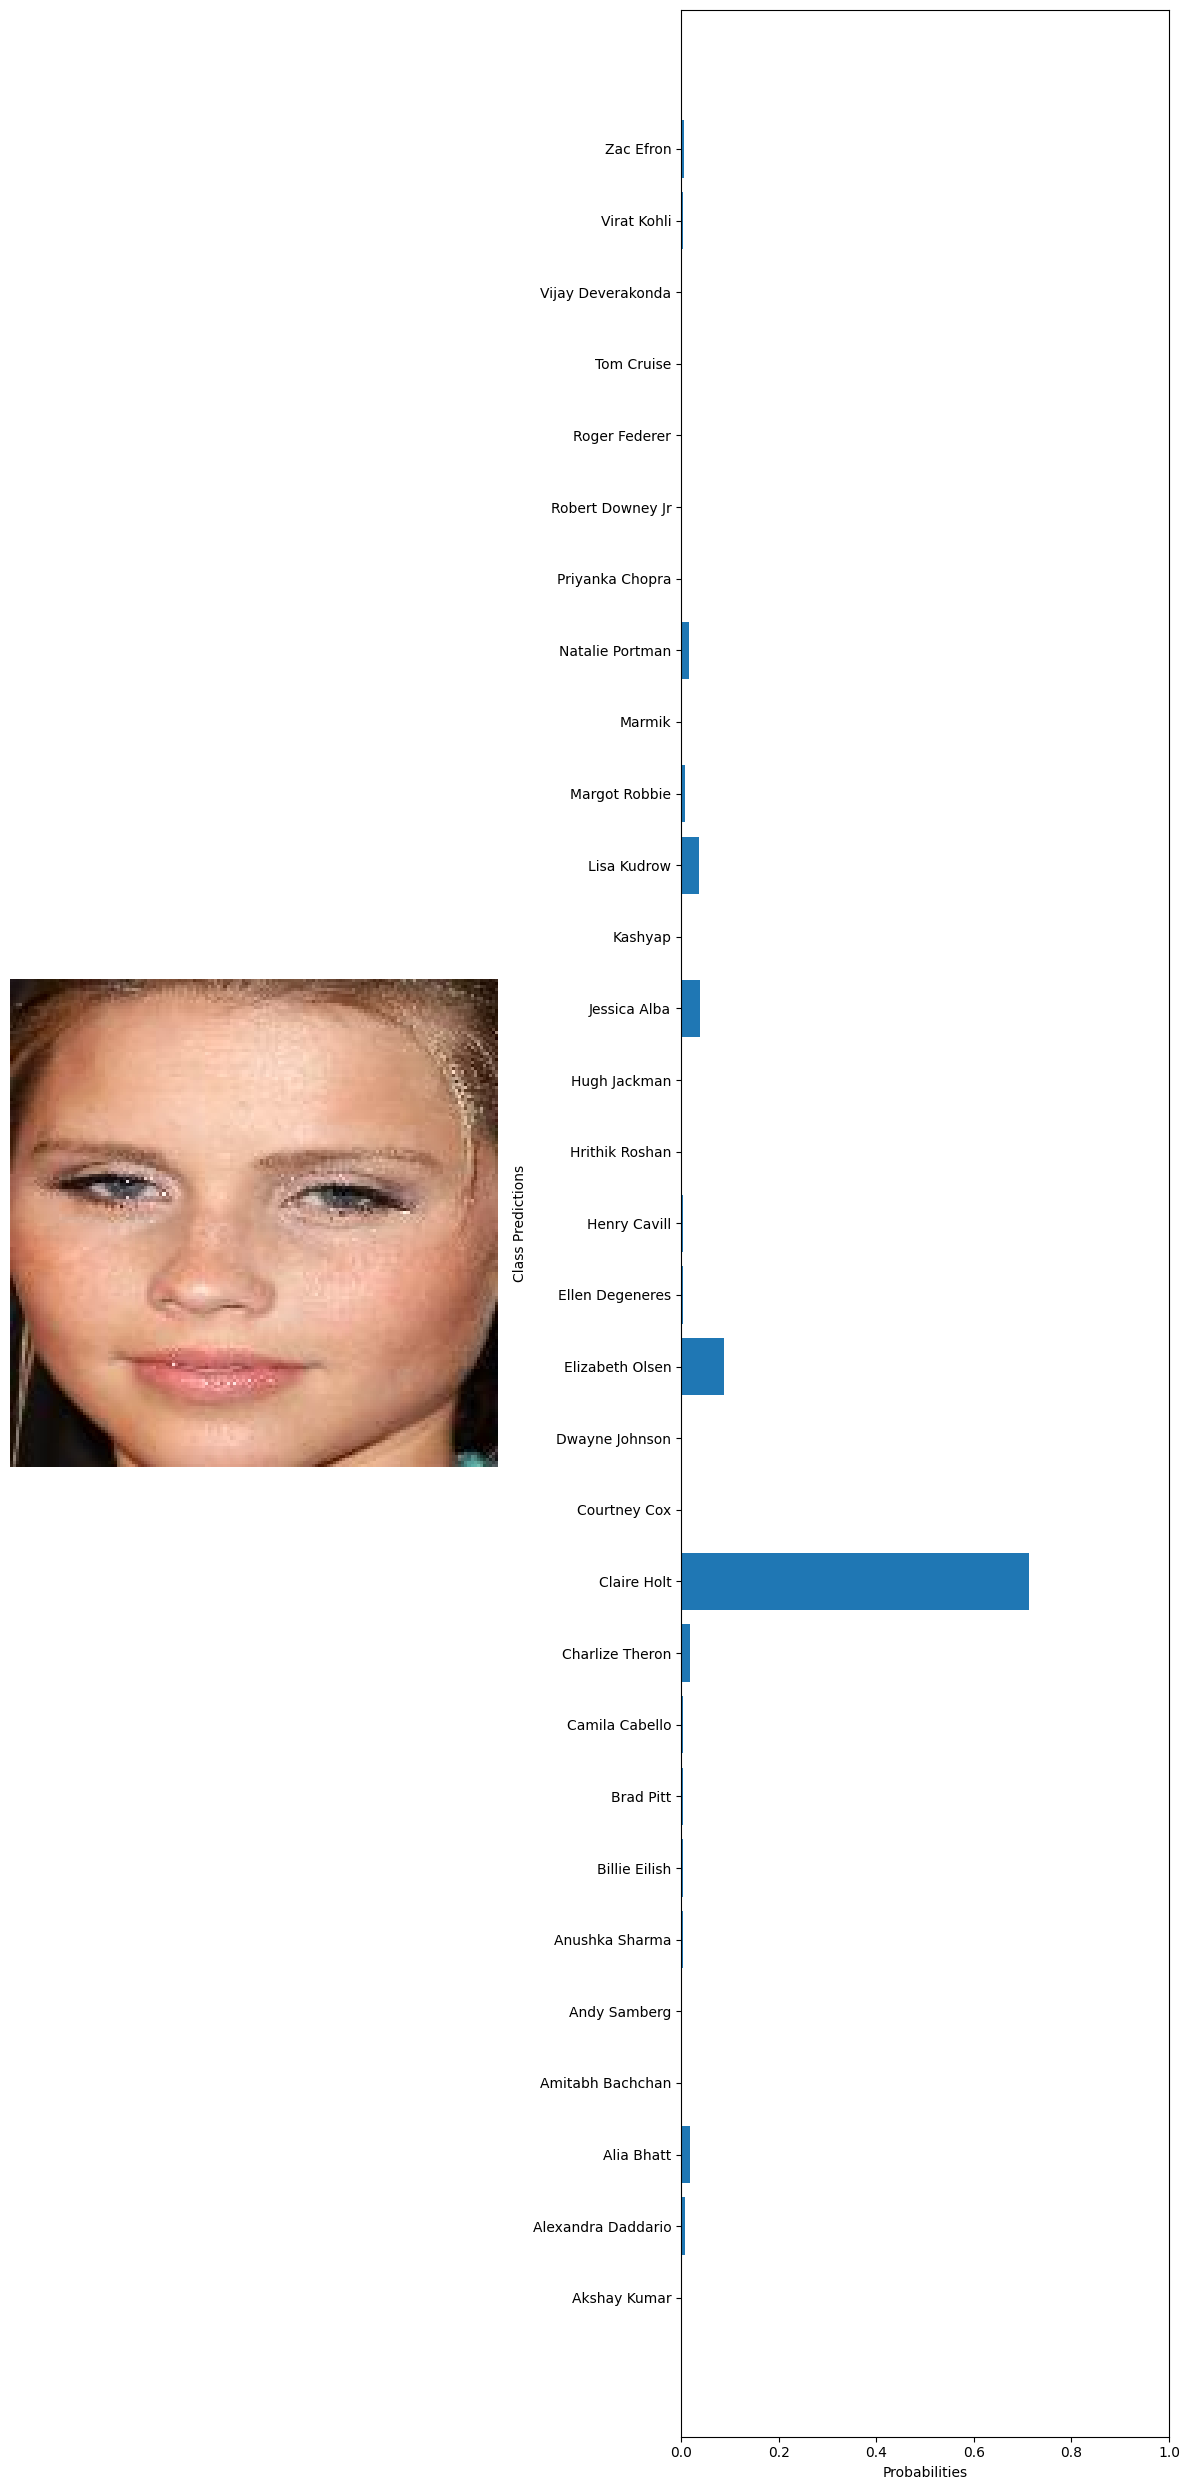 Zac Efron
Virat Kohli
Vijay Deverakonda
Tom Cruise
Roger Federer
Robert Downey Jr
Priyanka Chopra
Natalie Portman
Marmik
Margot Robbie
Lisa Kudrow
Kashyap
Jessica Alba
Hugh Jackman
Hrithik Roshan
Henry Cavill
Ellen Degeneres
Elizabeth Olsen
Dwayne Johnson
Courtney Cox
Claire Holt
Charlize Theron
Camila Cabello
Brad Pitt
Billie Eilish
Anushka Sharma
Andy Samberg
Amitabh Bachchan
Alia Bhatt
Alexandra Daddario
Akshay Kumar
Class Predictions
0.0 0.2 0.4 0.6 0.8 1.0
Probabilities